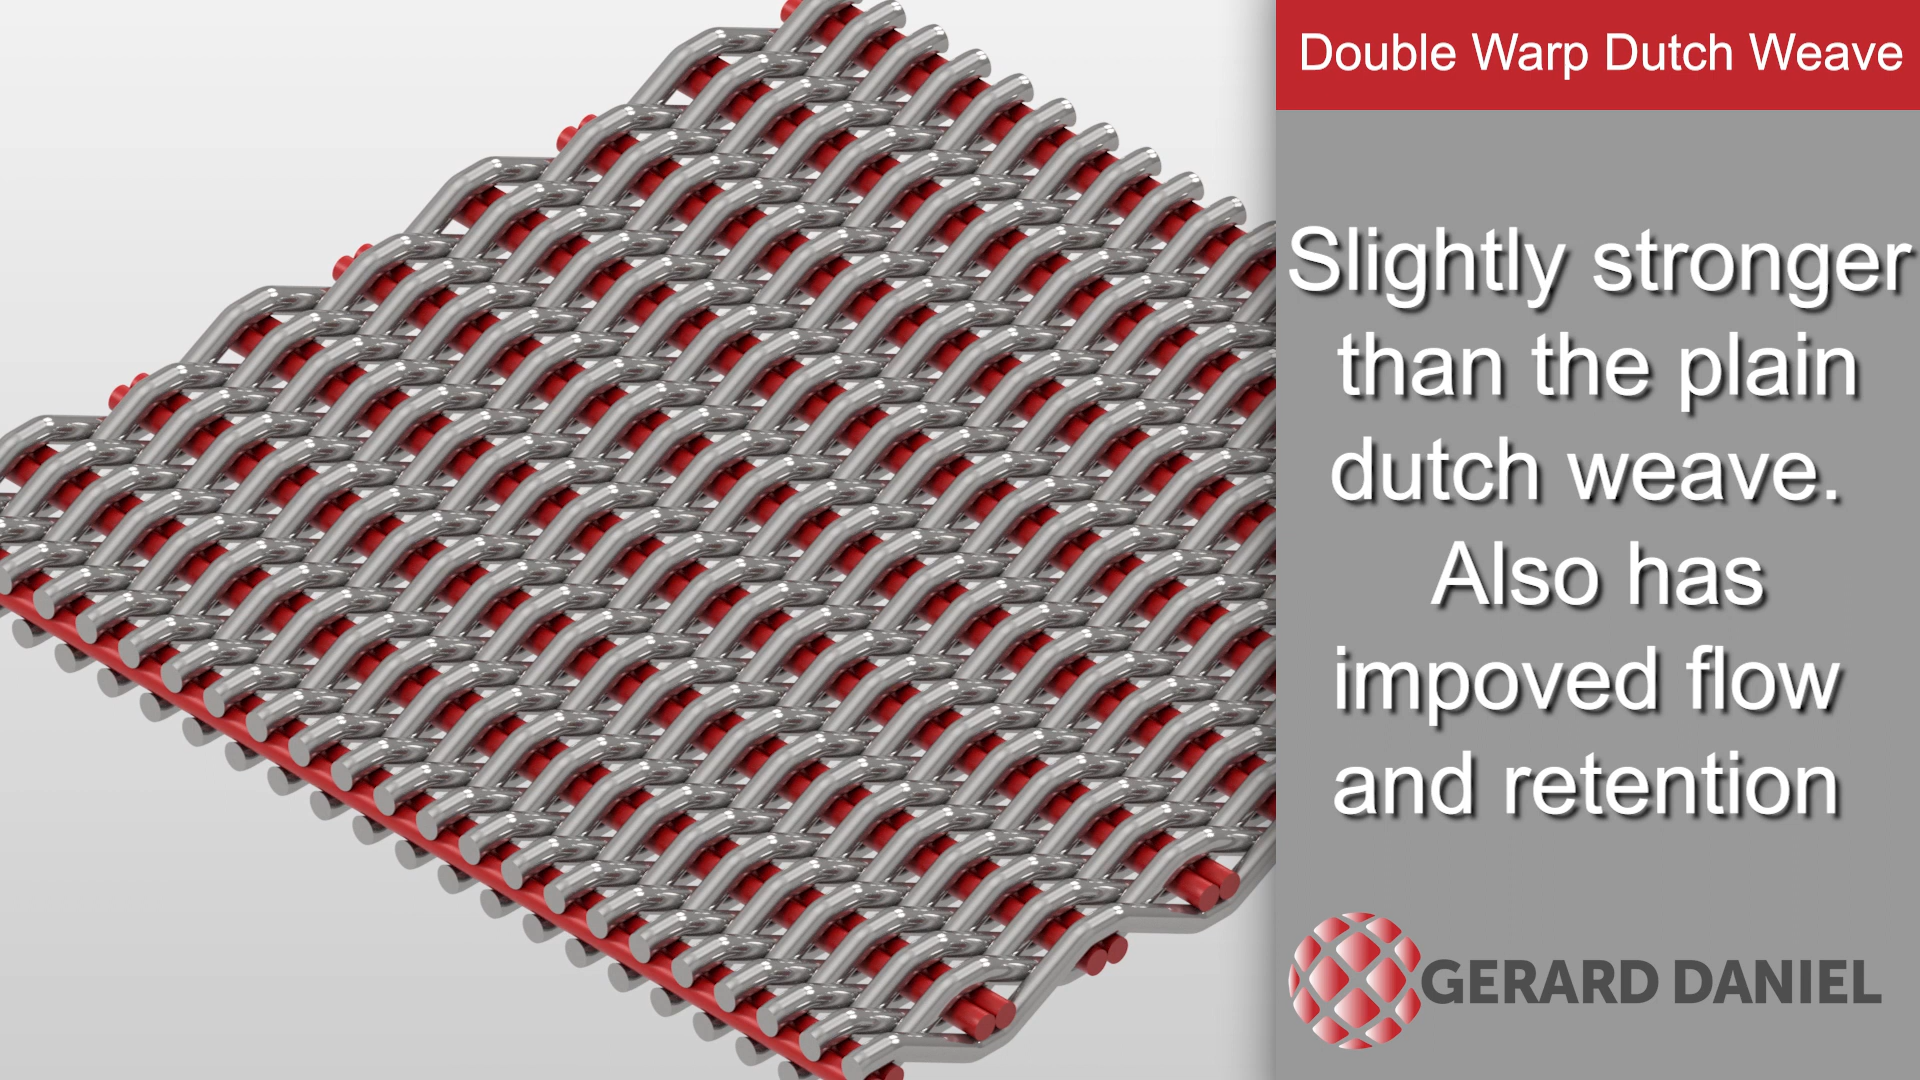 Double Warp Dutch Weave
Slightly stronger
than the plain
dutch weave.
Also has
impoved flow
and retention
GERARD DANIEL